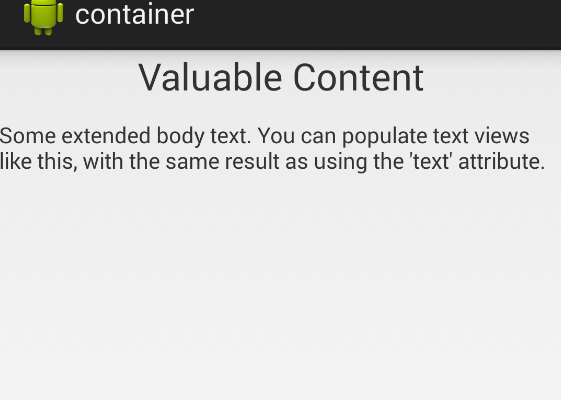 container
Valuable Content
Some extended body text. You can populate text views
like this, with the same result as using the 'text' attribute.